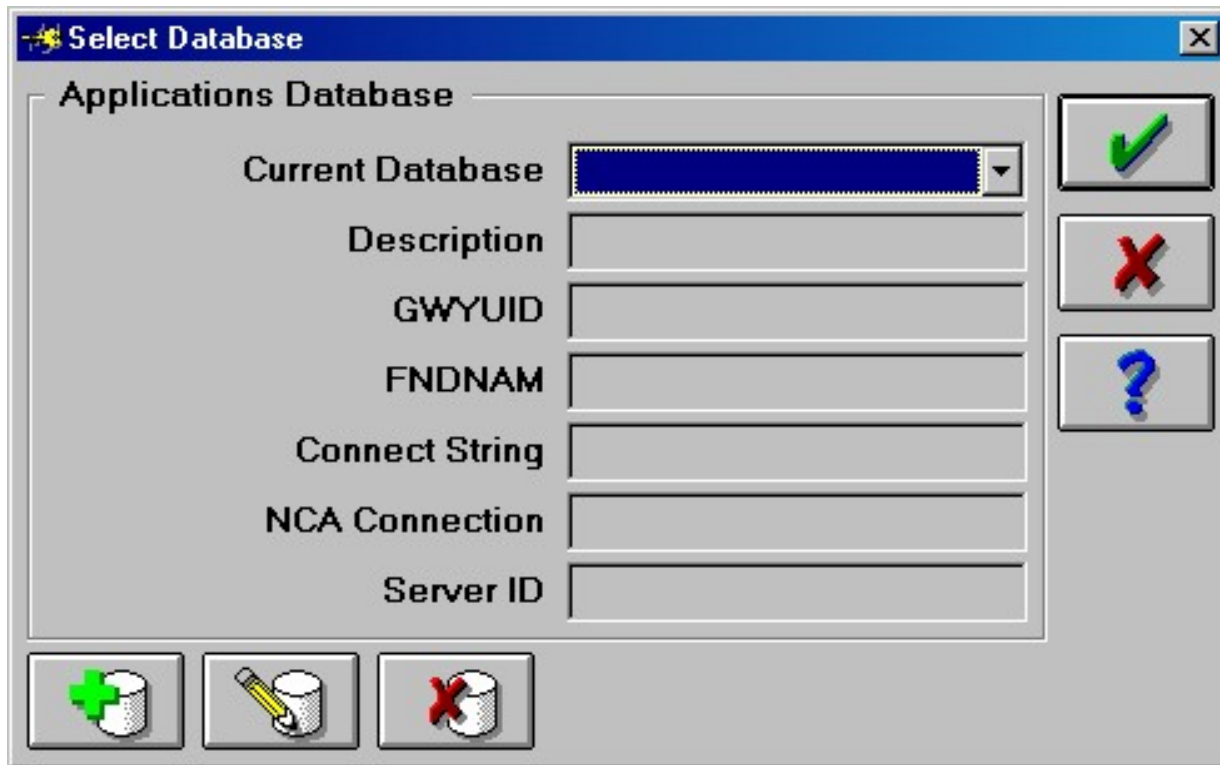 Select Database
Applications Database
Current Database
Description
GWYUID
FNDNAM
Connect String
NCA Connection
Server ID